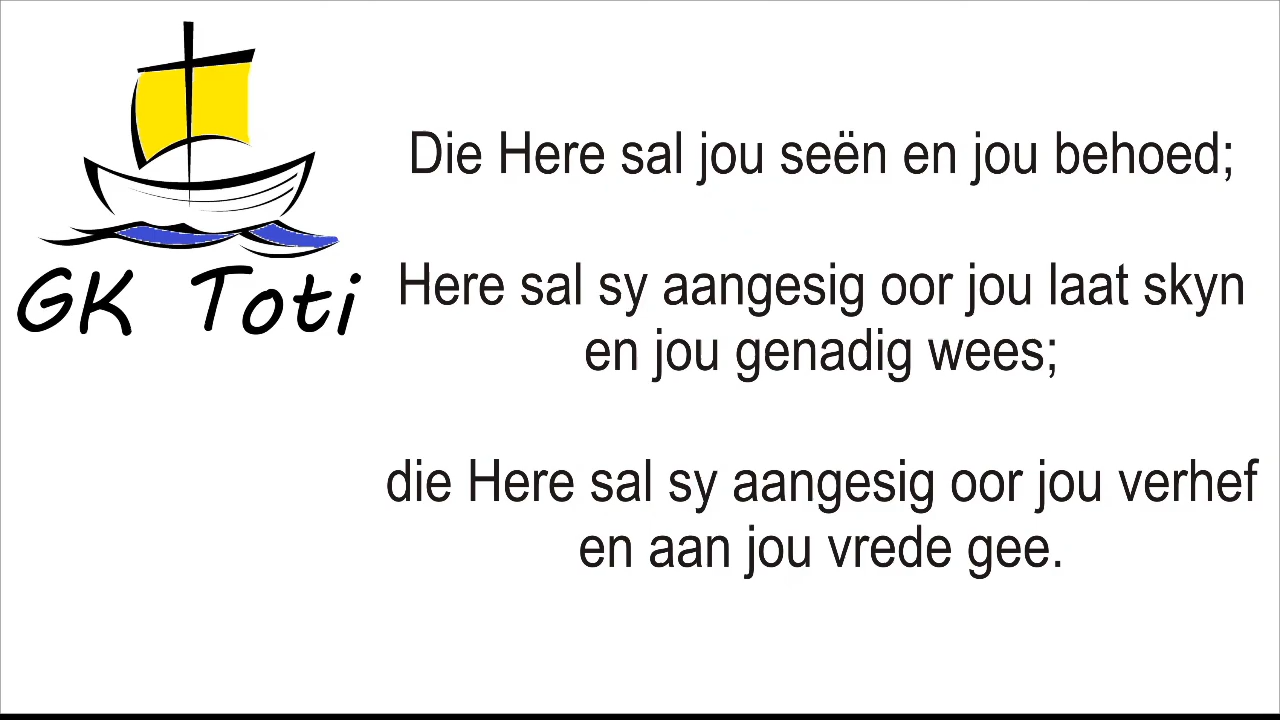 GK Toti
Die Here sal jou seën en jou behoed;
Here sal sy aangesig oor jou laat skyn
en jou genadig wees;
die Here sal sy aangesig oor jou verhef
en aan jou vrede gee.